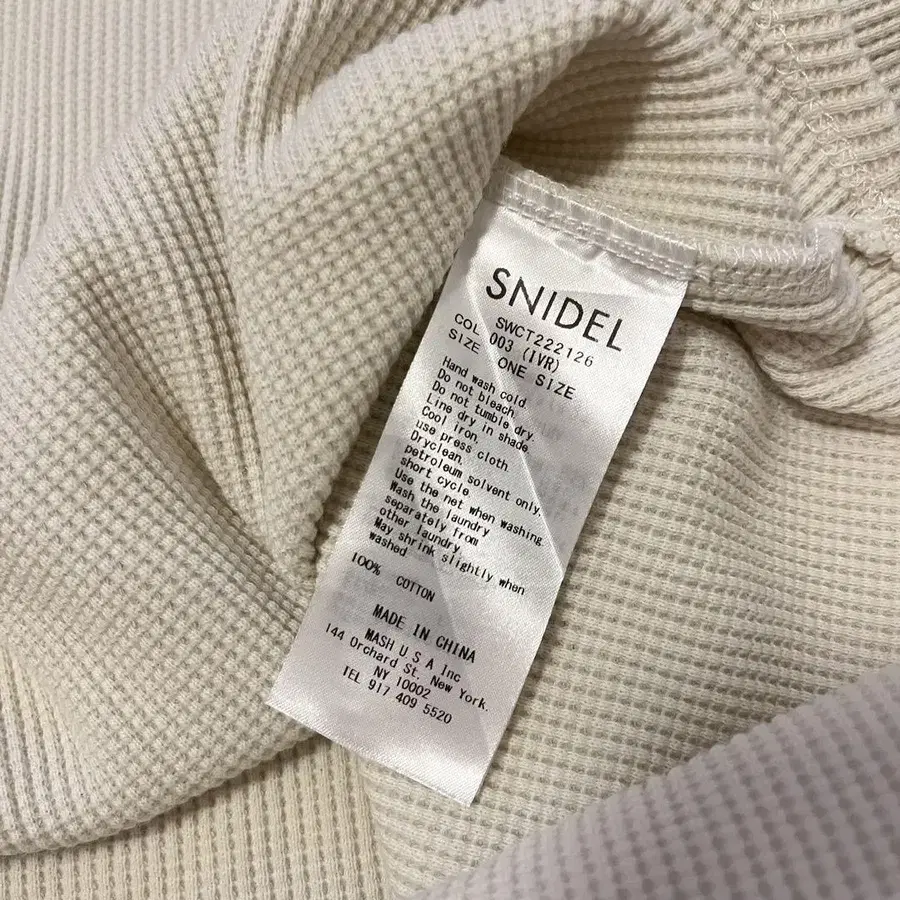 SNIDEL
SWCT222126
COL 003 (IVR)
SIZE ONE SIZE
Hand wash cold.
Do not bleach.
Do not tumble dry.
Line dry in shade.
Cool iron.
use press cloth.
Dryclean,
petroleum solvent only.
short cycle.
Use the net when washing.
Wash the laundry
separately from
other laundry.
May shrink slightly when
washed
100% COTTON
MADE IN CHINA
MASH U S A Inc
144 Orchard St, New York.
NY 10002
TEL 917 409 5520